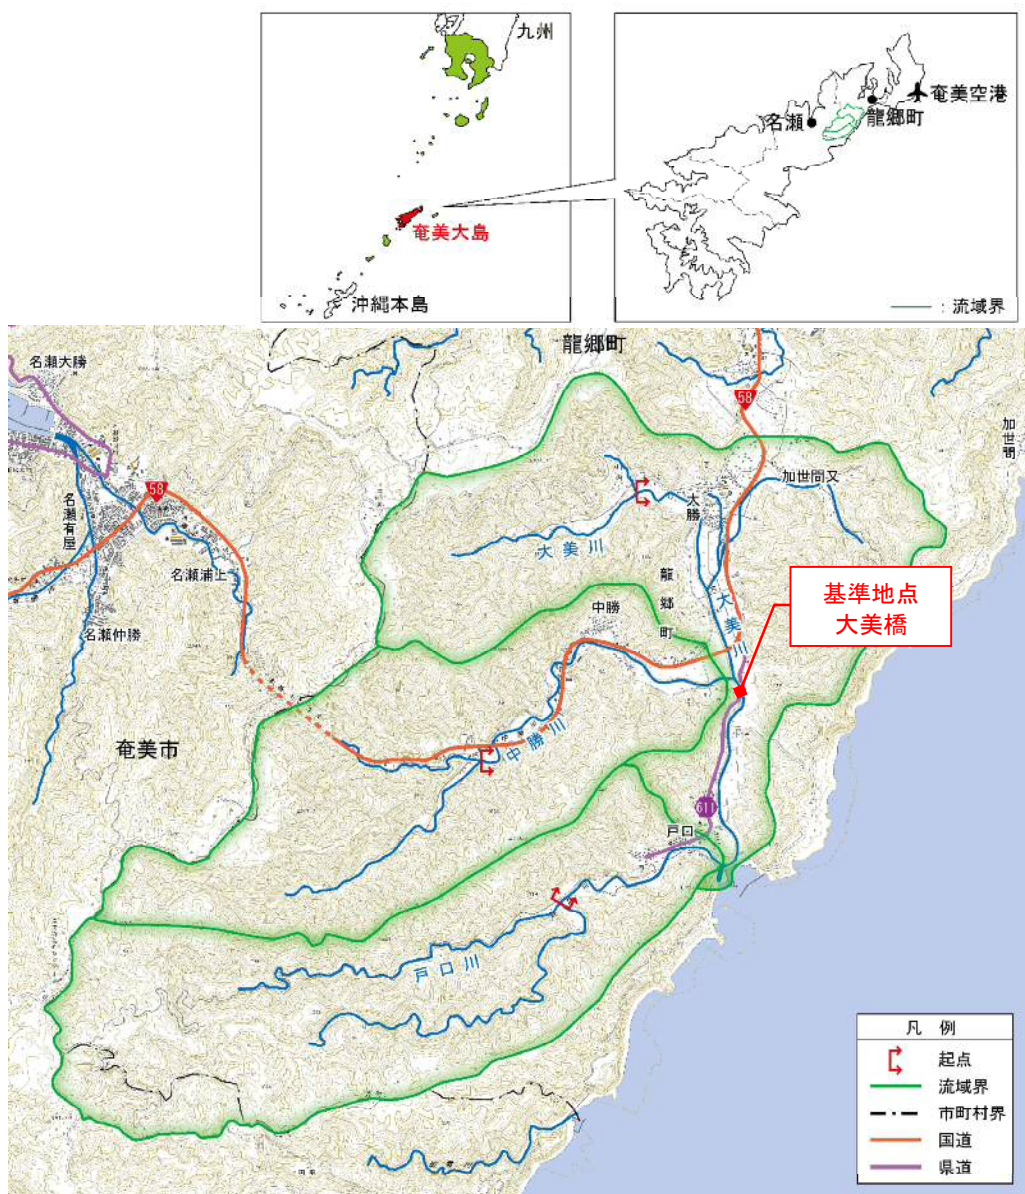 九州
奄美大島
沖縄本島
奄美空港
名瀬
龍郷町
: 流域界
龍郷町
名瀬大勝
58
58
加世間
加世間又
名瀬有屋
大勝
大美川
名瀬浦上
龍郷町
中勝
大美川
基準地点
大美橋
名瀬仲勝
奄美市
中勝川
611
戸口
戸口川
凡 例
起点
流域界
市町村界
国道
県道